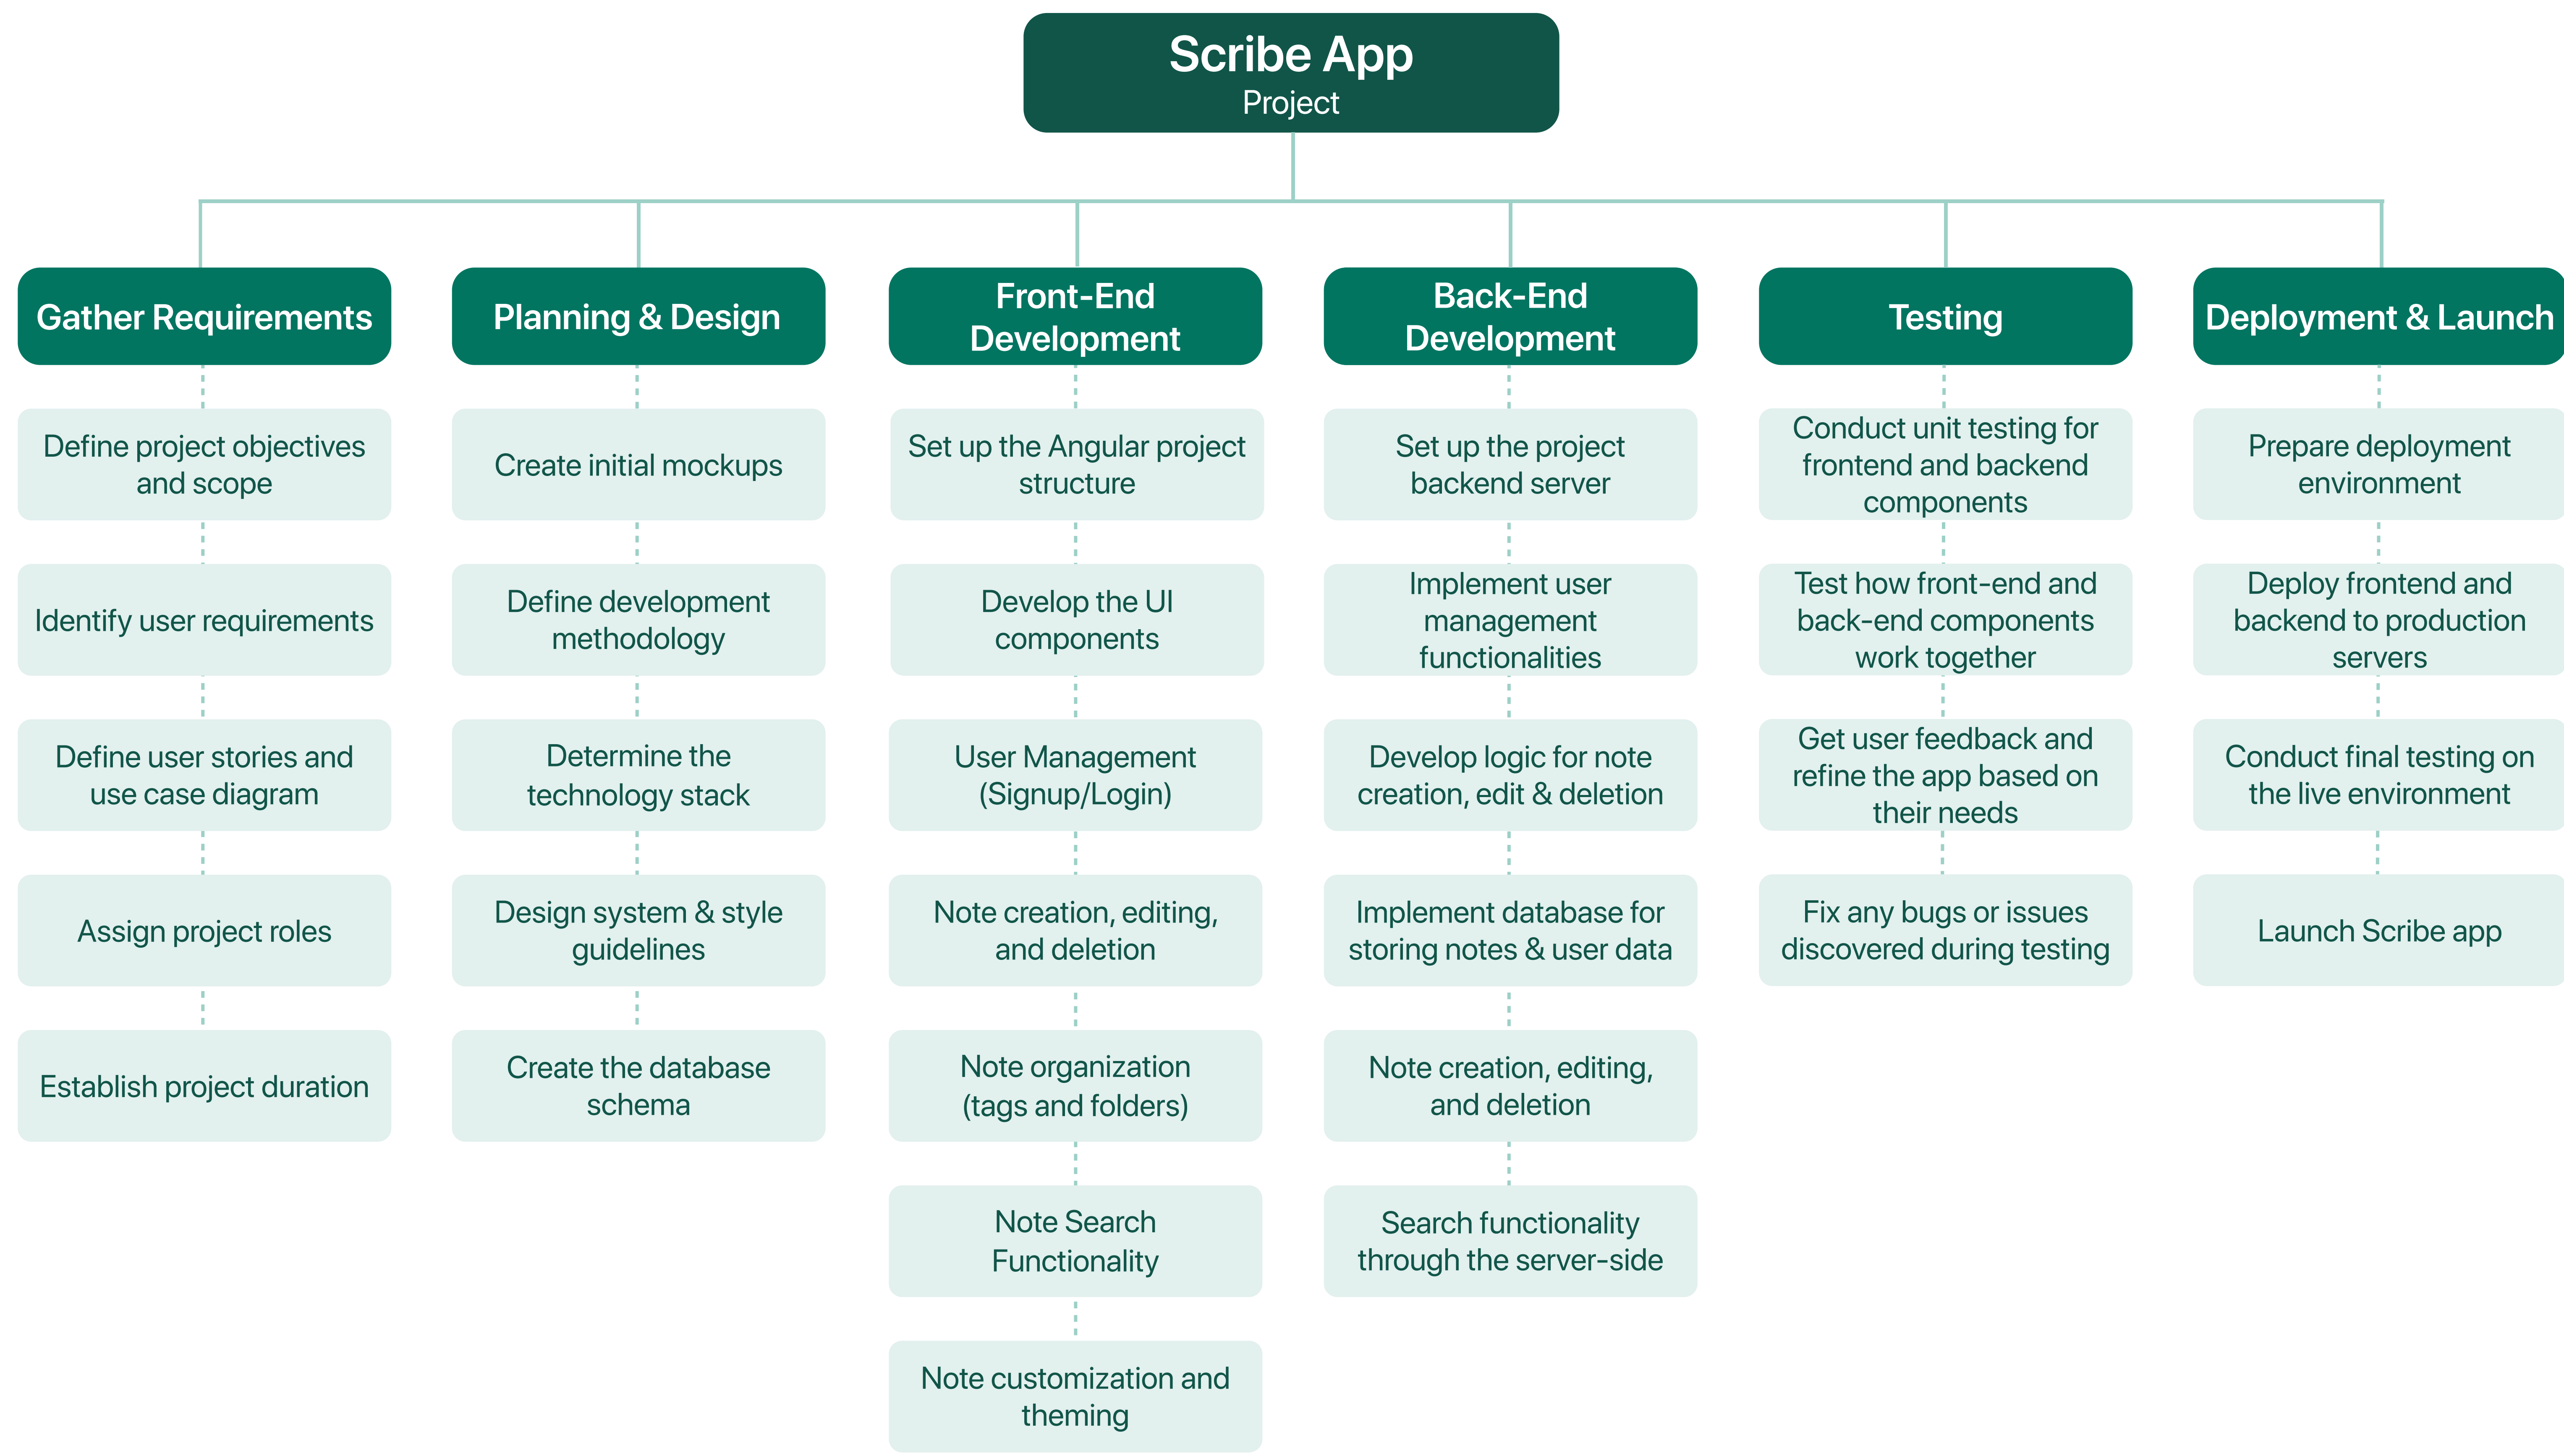 Scribe App
Project
Gather Requirements
Define project objectives
and scope
Identify user requirements
Define user stories and
use case diagram
Assign project roles
Establish project duration
Planning & Design
Create initial mockups
Define development
methodology
Determine the
technology stack
Design system & style
guidelines
Create the database
schema
Front-End
Development
Set up the Angular project
structure
Develop the UI
components
User Management
(Signup/Login)
Note creation, editing,
and deletion
Note organization
(tags and folders)
Note Search
Functionality
Note customization and
theming
Back-End
Development
Set up the project
backend server
Implement user
management
functionalities
Develop logic for note
creation, edit & deletion
Implement database for
storing notes & user data
Note creation, editing,
and deletion
Search functionality
through the server-side
Testing
Conduct unit testing for
frontend and backend
components
Test how front-end and
back-end components
work together
Get user feedback and
refine the app based on
their needs
Fix any bugs or issues
discovered during testing
Deployment & Launch
Prepare deployment
environment
Deploy frontend and
backend to production
servers
Conduct final testing on
the live environment
Launch Scribe app